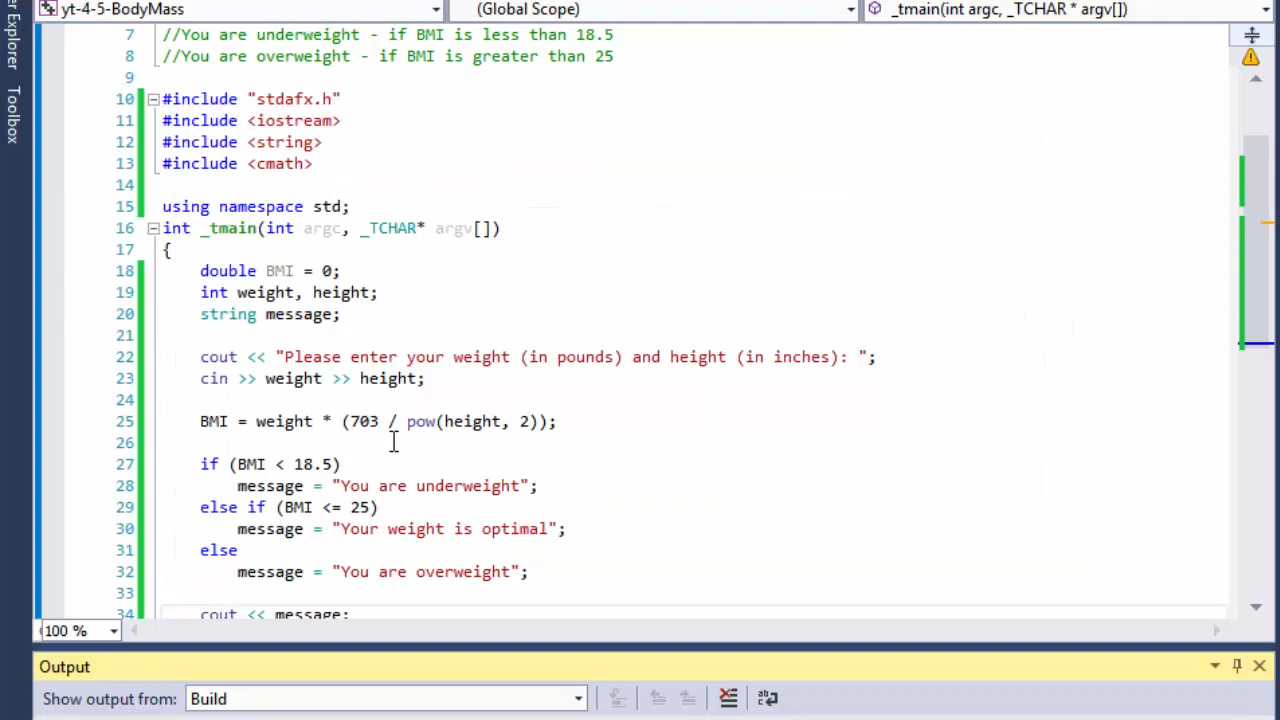 yt-4-5-BodyMass (Global Scope) _tmain(int argc, _TCHAR * argv[])
er Explorer
Toolbox
7 //You are underweight - if BMI is less than 18.5
8 //You are overweight - if BMI is greater than 25
9
10 #include "stdafx.h"
11 #include <iostream>
12 #include <string>
13 #include <cmath>
14
15 using namespace std;
16 int _tmain(int argc, _TCHAR* argv[])
17 {
18 double BMI = 0;
19 int weight, height;
20 string message;
21
22 cout << "Please enter your weight (in pounds) and height (in inches): ";
23 cin >> weight >> height;
24
25 BMI = weight * (703 / pow(height, 2));
26
27 if (BMI < 18.5)
28 message = "You are underweight";
29 else if (BMI <= 25)
30 message = "Your weight is optimal";
31 else
32 message = "You are overweight";
33
34 cout << message;
100 %
Output
Show output from: Build